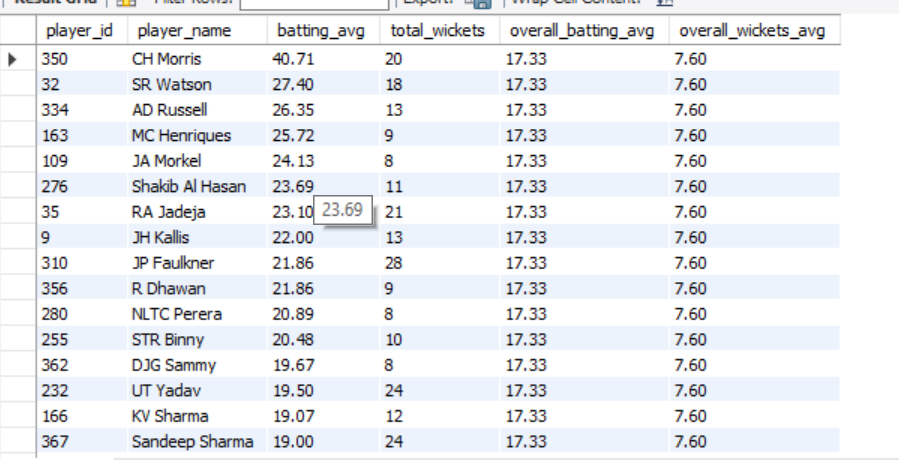 Result Grid Filter Rows: Export: Wrap Cell Content:
player_id player_name batting_avg total_wickets overall_batting_avg overall_wickets_avg
350 CH Morris 40.71 20 17.33 7.60
32 SR Watson 27.40 18 17.33 7.60
334 AD Russell 26.35 13 17.33 7.60
163 MC Henriques 25.72 9 17.33 7.60
109 JA Morkel 24.13 8 17.33 7.60
276 Shakib Al Hasan 23.69 11 17.33 7.60
35 RA Jadeja 23.10 21 17.33 7.60
23.69
9 JH Kallis 22.00 13 17.33 7.60
310 JP Faulkner 21.86 28 17.33 7.60
356 R Dhawan 21.86 9 17.33 7.60
280 NLTC Perera 20.89 8 17.33 7.60
255 STR Binny 20.48 10 17.33 7.60
362 DJG Sammy 19.67 8 17.33 7.60
232 UT Yadav 19.50 24 17.33 7.60
166 KV Sharma 19.07 12 17.33 7.60
367 Sandeep Sharma 19.00 24 17.33 7.60